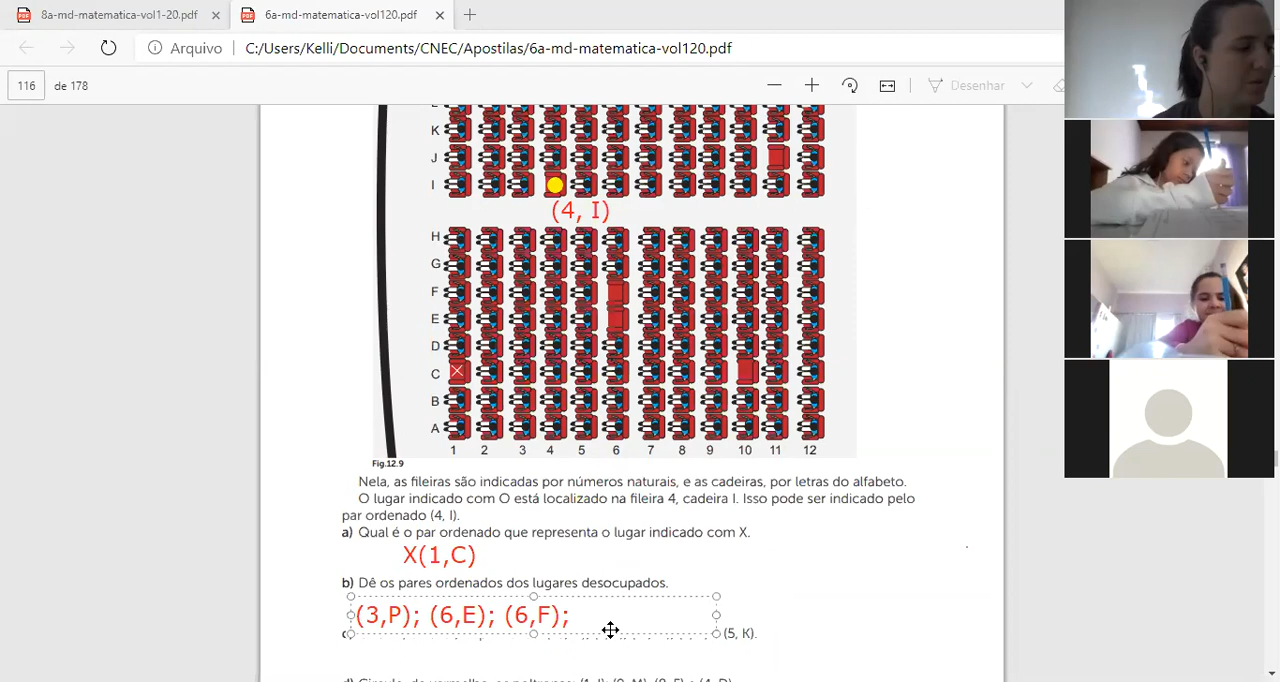 8a-md-matematica-vol1-20.pdf
6a-md-matematica-vol120.pdf
Arquivo C:/Users/Kelli/Documents/CNEC/Apostilas/6a-md-matematica-vol120.pdf
116 de 178
Desenhar
K
J
I
(4, I)
H
G
F
E
D
C
B
A
1 2 3 4 5 6 7 8 9 10 11 12
Fig.12.9
Nela, as fileiras são indicadas por números naturais, e as cadeiras, por letras do alfabeto.
O lugar indicado com O está localizado na fileira 4, cadeira I. Isso pode ser indicado pelo
par ordenado (4, I).
a) Qual é o par ordenado que representa o lugar indicado com X.
X(1,C)
b) Dê os pares ordenados dos lugares desocupados.
(3,P); (6,E); (6,F);
(5, K).